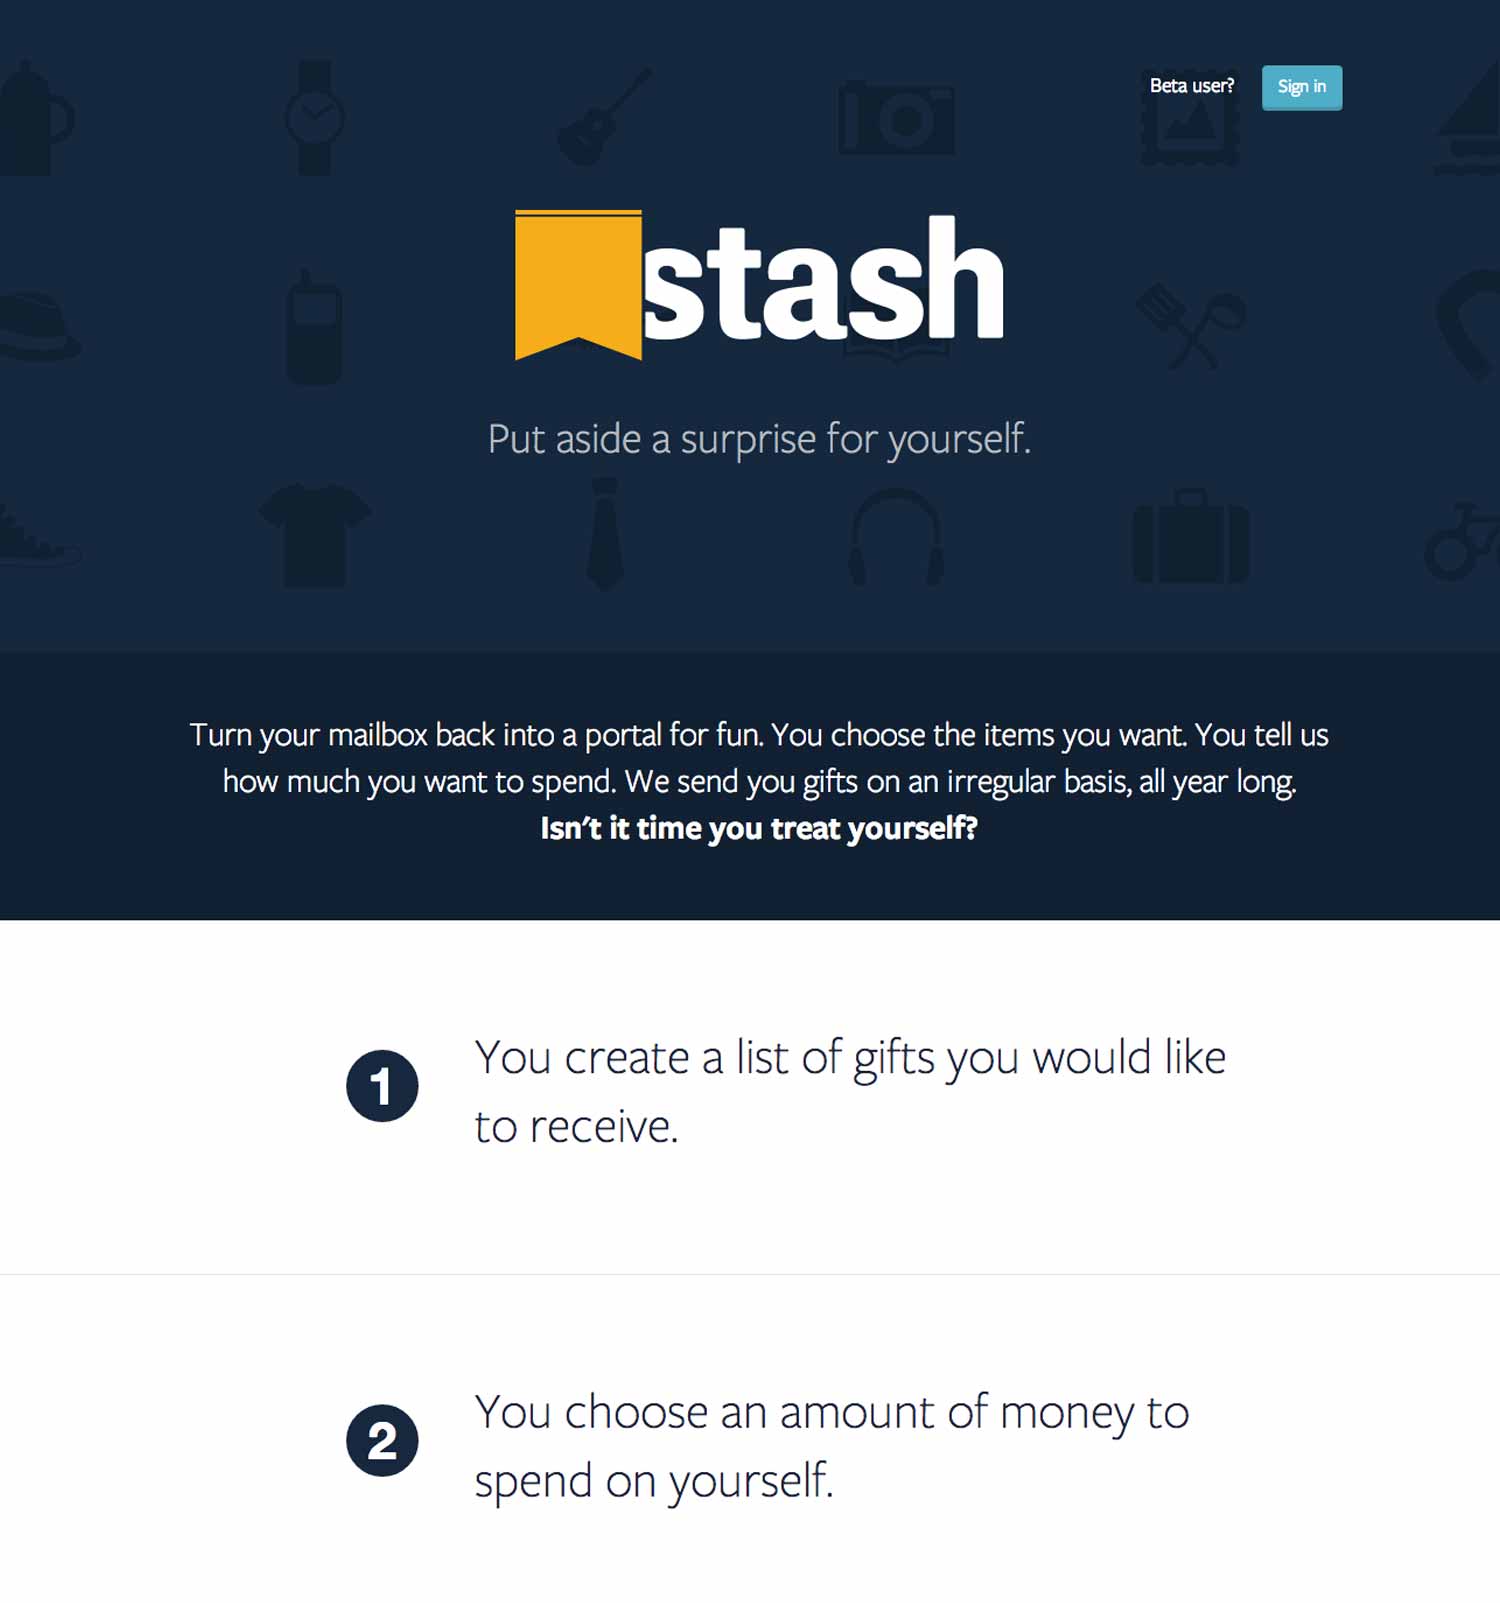 Beta user? Sign in
stash
Put aside a surprise for yourself.
Turn your mailbox back into a portal for fun. You choose the items you want. You tell us
how much you want to spend. We send you gifts on an irregular basis, all year long.
Isn't it time you treat yourself?
1
You create a list of gifts you would like
to receive.
2
You choose an amount of money to
spend on yourself.